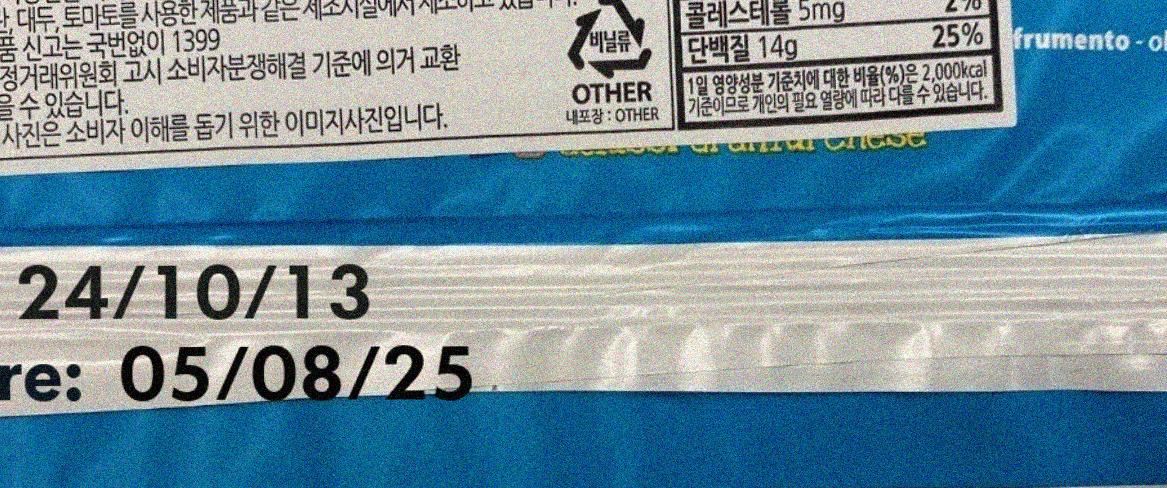 대두, 토마토를 사용한 제품과 같은 제조시설에서 제조하고 있습니다.
품 신고는 국번없이 1399
정거래위원회 고시 소비자분쟁해결 기준에 의거 교환
을 수 있습니다.
사진은 소비자 이해를 돕기 위한 이미지사진입니다.
비닐류
OTHER
내포장 : OTHER
콜레스테롤 5mg 2%
단백질 14g 25%
1일 영양성분 기준치에 대한 비율(%)은 2,000kcal
기준이므로 개인의 필요 열량에 따라 다를 수 있습니다.
frumento - ol
24/10/13
re: 05/08/25